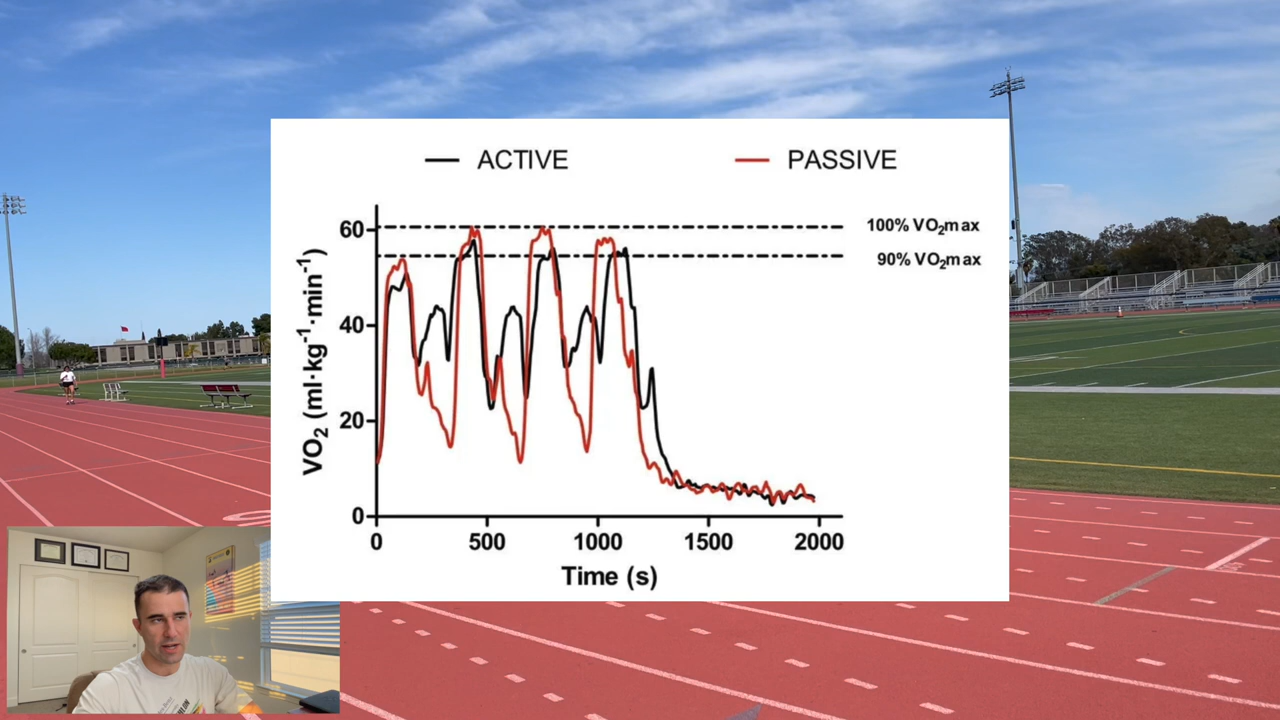 ACTIVE
PASSIVE
60
100% VO₂max
90% VO₂max
40
20
0
VO₂ (ml·kg⁻¹·min⁻¹)
0
500
1000
1500
2000
Time (s)